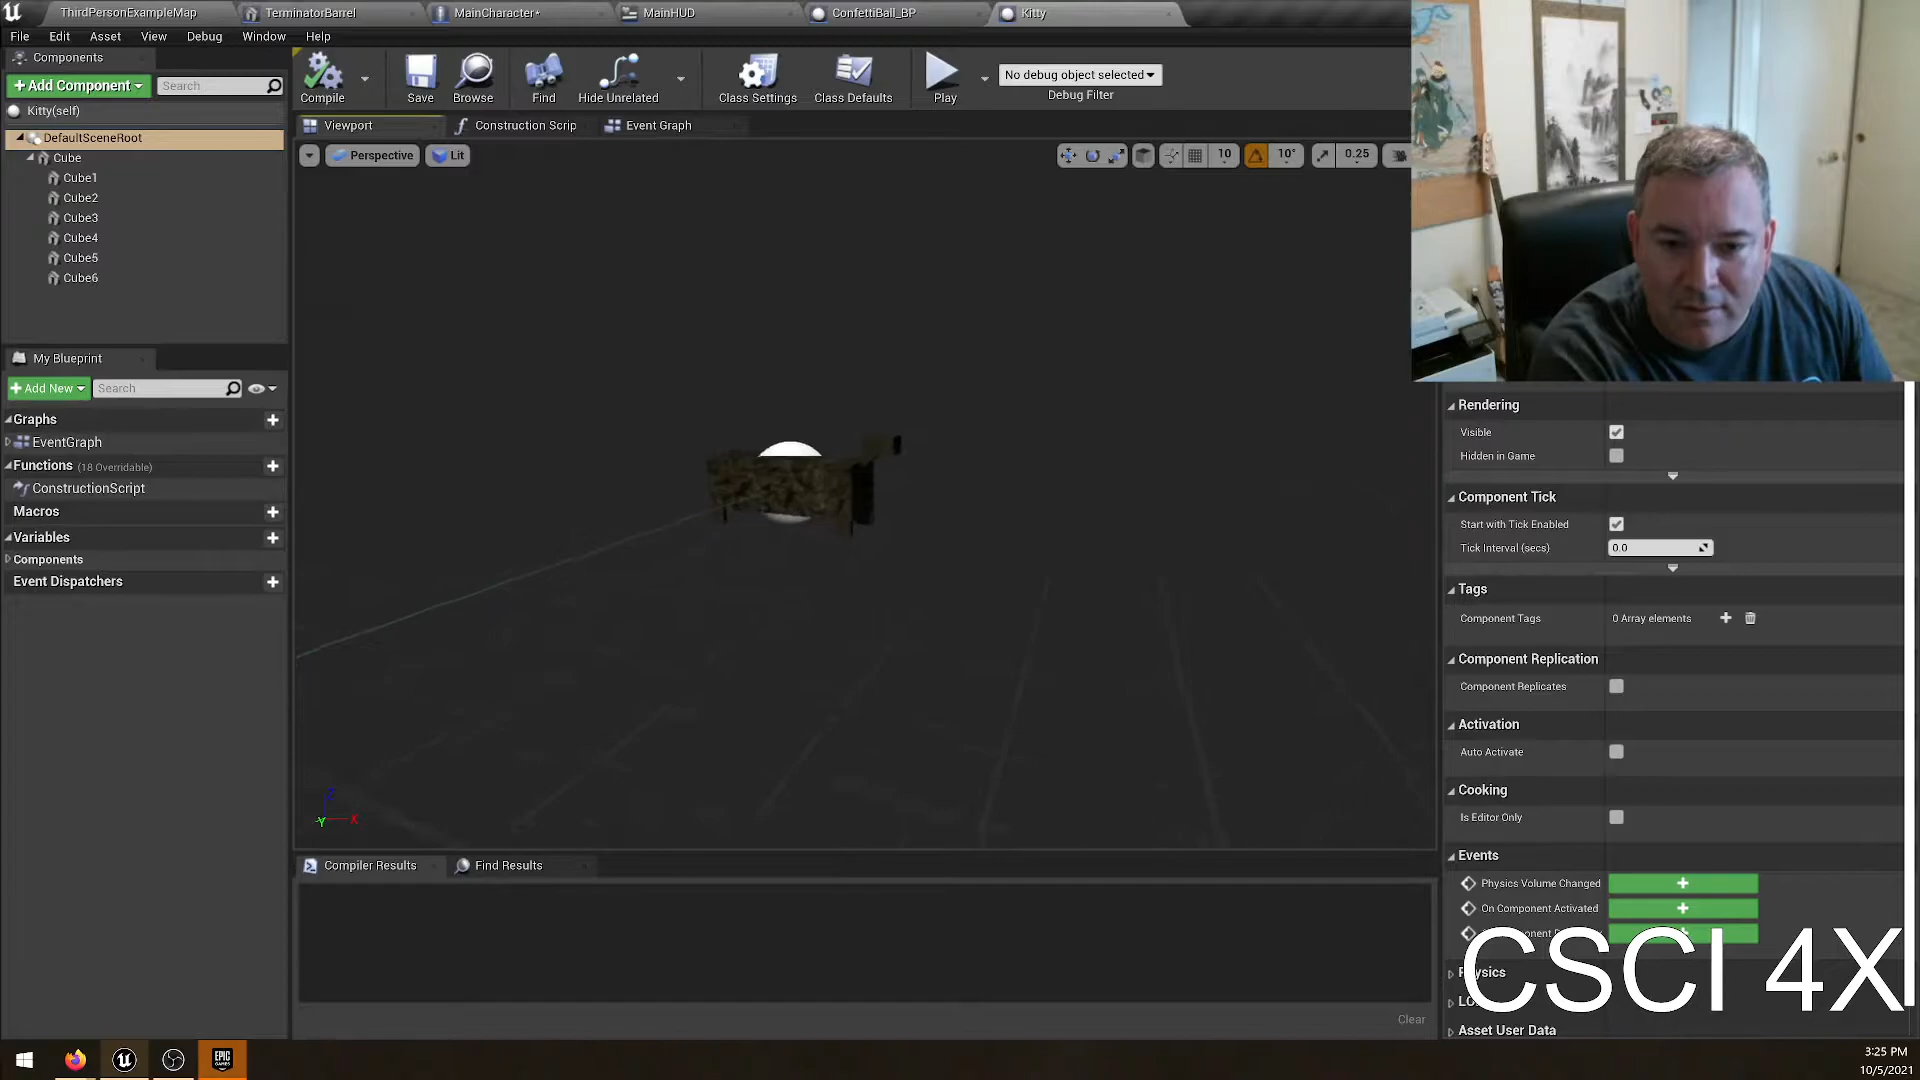 ThirdPersonExampleMap
TerminatorBarrel
MainCharacter*
MainHUD
ConfettiBall_BP
Kitty
File Edit Asset View Debug Window Help
Components
+ Add Component
Search
Kitty(self)
DefaultSceneRoot
Cube
Cube1
Cube2
Cube3
Cube4
Cube5
Cube6
My Blueprint
+ Add New
Search
Graphs
EventGraph
Functions (18 Overridable)
ConstructionScript
Macros
Variables
Components
Event Dispatchers
Compile
Save
Browse
Find
Hide Unrelated
Class Settings
Class Defaults
Play
No debug object selected
Debug Filter
Viewport
Construction Scrip
Event Graph
Perspective
Lit
10
10°
0.25
Z
Y
X
Compiler Results
Find Results
Clear
Rendering
Visible
Hidden in Game
Component Tick
Start with Tick Enabled
Tick Interval (secs) 0.0
Tags
Component Tags 0 Array elements
Component Replication
Component Replicates
Activation
Auto Activate
Cooking
Is Editor Only
Events
Physics Volume Changed
On Component Activated
Physics
Asset User Data
CSCI 4X
EPIC GAMES
3:25 PM
10/5/2021